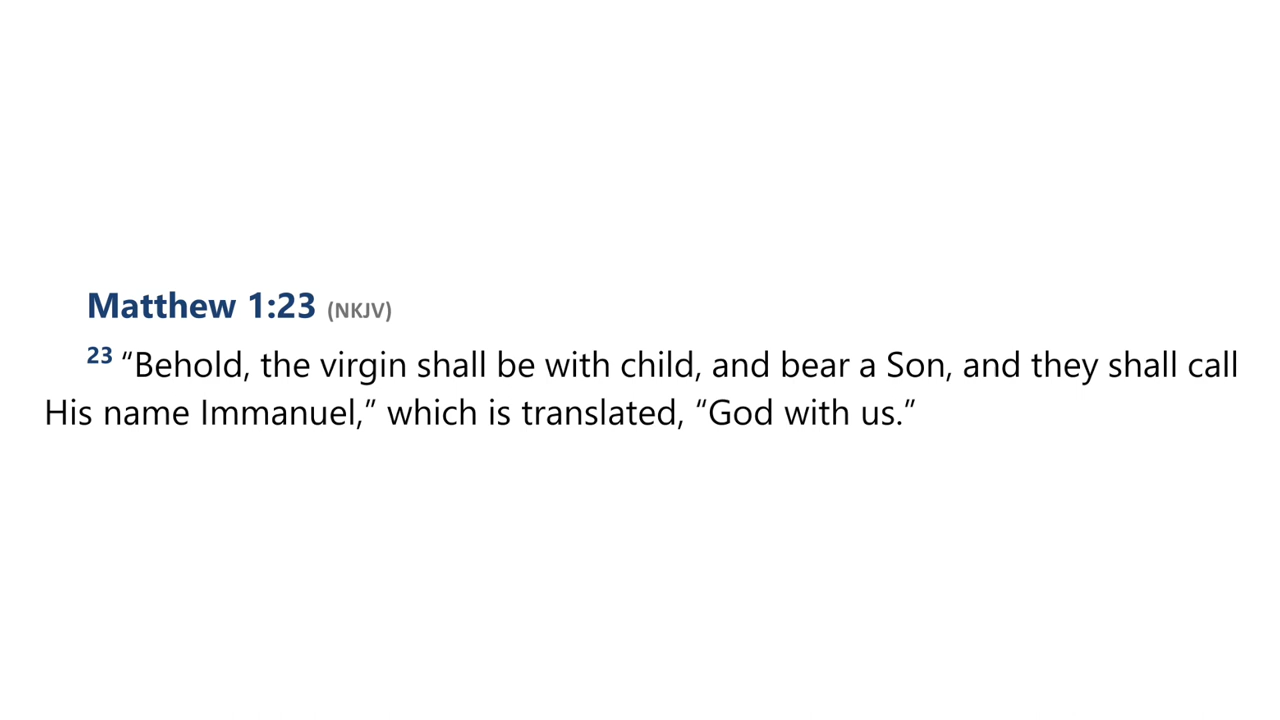 Matthew 1:23 (NKJV)
23 “Behold, the virgin shall be with child, and bear a Son, and they shall call
His name Immanuel,” which is translated, “God with us.”